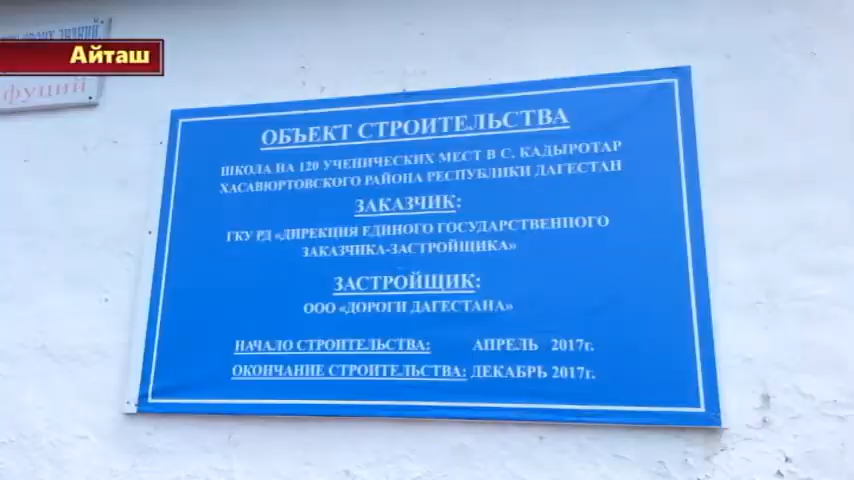 Айташ
знаний,
фуций
ОБЪЕКТ СТРОИТЕЛЬСТВА
ШКОЛА НА 120 УЧЕНИЧЕСКИХ МЕСТ В С. КАДЫРОТАР
ХАСАВЮРТОВСКОГО РАЙОНА РЕСПУБЛИКИ ДАГЕСТАН
ЗАКАЗЧИК:
ГКУ РД «ДИРЕКЦИЯ ЕДИНОГО ГОСУДАРСТВЕННОГО
ЗАКАЗЧИКА-ЗАСТРОЙЩИКА»
ЗАСТРОЙЩИК:
ООО «ДОРОГИ ДАГЕСТАНА»
НАЧАЛО СТРОИТЕЛЬСТВА: АПРЕЛЬ 2017г.
ОКОНЧАНИЕ СТРОИТЕЛЬСТВА: ДЕКАБРЬ 2017г.